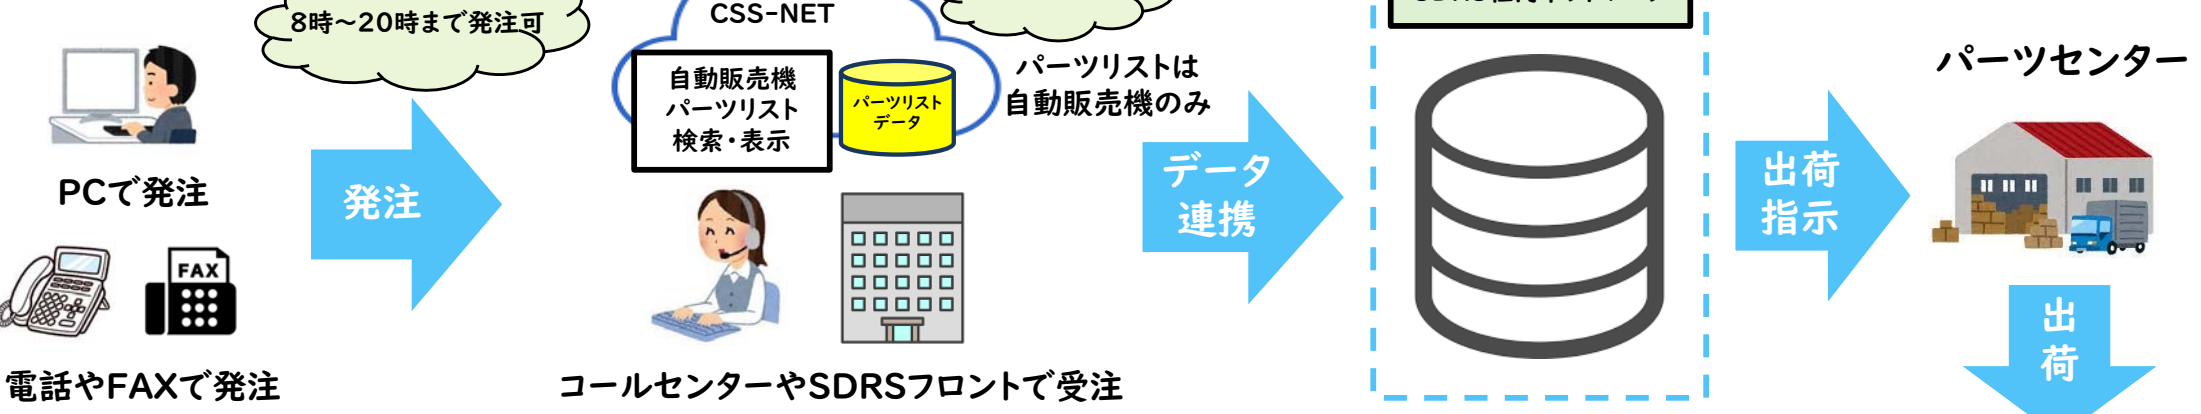 8時～20時まで発注可
CSS-NET
自動販売機
パーツリスト
検索・表示
パーツリスト
データ
パーツリストは
自動販売機のみ
パーツセンター
PCで発注
発注
データ
連携
出荷
指示
FAX
出
荷
電話やFAXで発注
コールセンターやSDRSフロントで受注